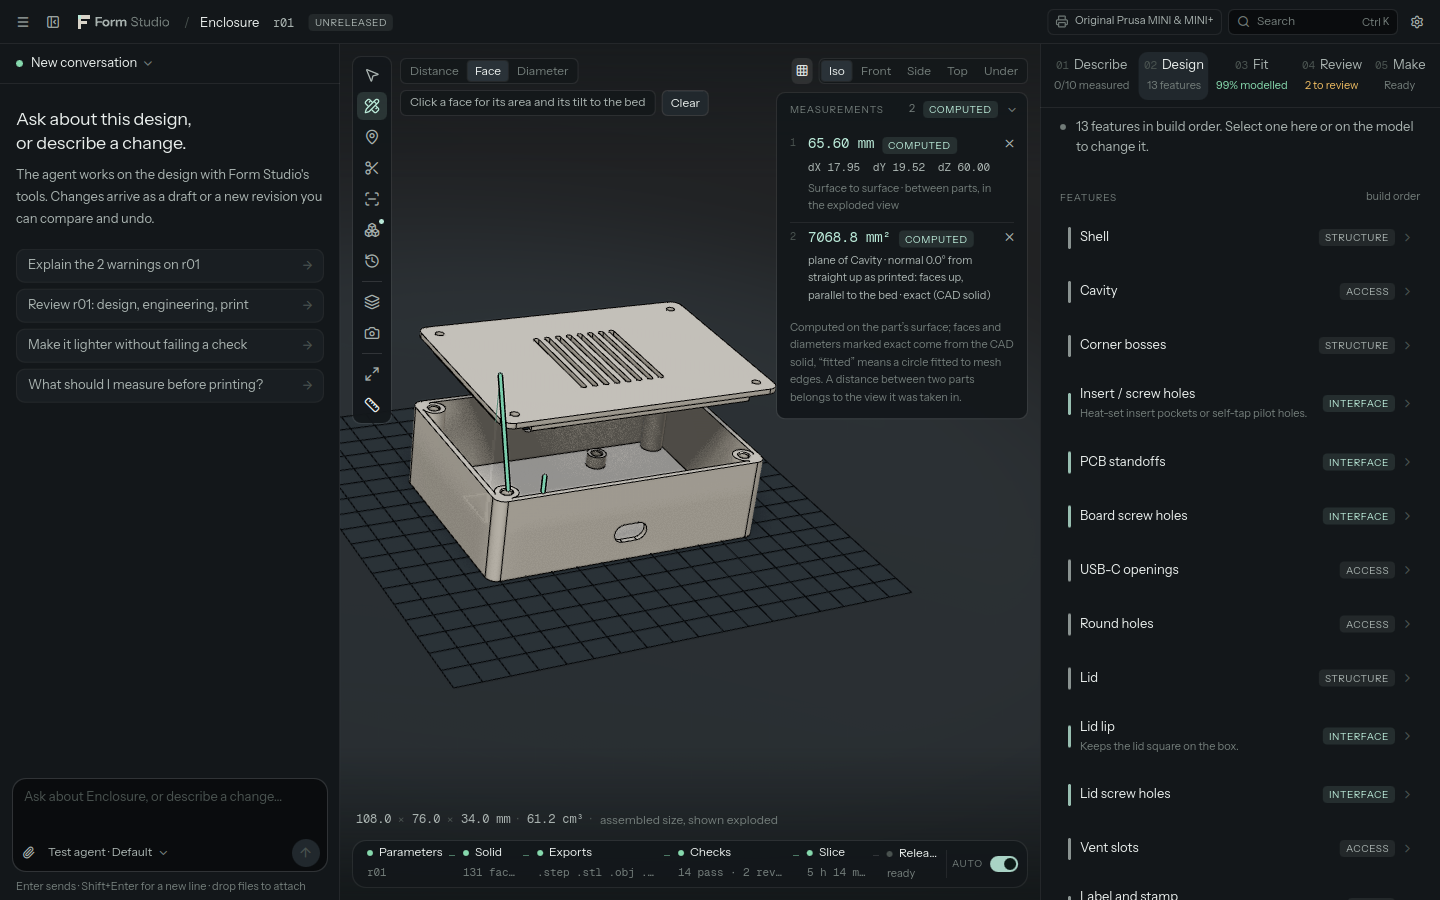 Form Studio / Enclosure r01 UNRELEASED
Original Prusa MINI & MINI+
Search Ctrl K
New conversation
Ask about this design,
or describe a change.
The agent works on the design with Form Studio's
tools. Changes arrive as a draft or a new revision you
can compare and undo.
Explain the 2 warnings on r01
Review r01: design, engineering, print
Make it lighter without failing a check
What should I measure before printing?
Ask about Enclosure, or describe a change...
Test agent · Default
Enter sends · Shift+Enter for a new line · drop files to attach
Distance Face Diameter
Click a face for its area and its tilt to the bed Clear
Iso Front Side Top Under
MEASUREMENTS 2 COMPUTED
1 65.60 mm COMPUTED
dX 17.95 dY 19.52 dZ 60.00
Surface to surface · between parts, in
the exploded view
2 7068.8 mm² COMPUTED
plane of Cavity · normal 0.0° from
straight up as printed: faces up,
parallel to the bed · exact (CAD solid)
Computed on the part's surface; faces and
diameters marked exact come from the CAD
solid, “fitted” means a circle fitted to mesh
edges. A distance between two parts
belongs to the view it was taken in.
108.0 × 76.0 × 34.0 mm · 61.2 cm³ · assembled size, shown exploded
Parameters
r01
Solid
131 fac…
Exports
.step .stl .obj .…
Checks
14 pass · 2 rev…
Slice
5 h 14 m…
Relea…
ready
AUTO
01 Describe
0/10 measured
02 Design
13 features
03 Fit
99% modelled
04 Review
2 to review
05 Make
Ready
13 features in build order. Select one here or on the model
to change it.
FEATURES build order
Shell STRUCTURE
Cavity ACCESS
Corner bosses STRUCTURE
Insert / screw holes INTERFACE
Heat-set insert pockets or self-tap pilot holes.
PCB standoffs INTERFACE
Board screw holes INTERFACE
USB-C openings ACCESS
Round holes ACCESS
Lid STRUCTURE
Lid lip INTERFACE
Keeps the lid square on the box.
Lid screw holes INTERFACE
Vent slots ACCESS
Label and stamp